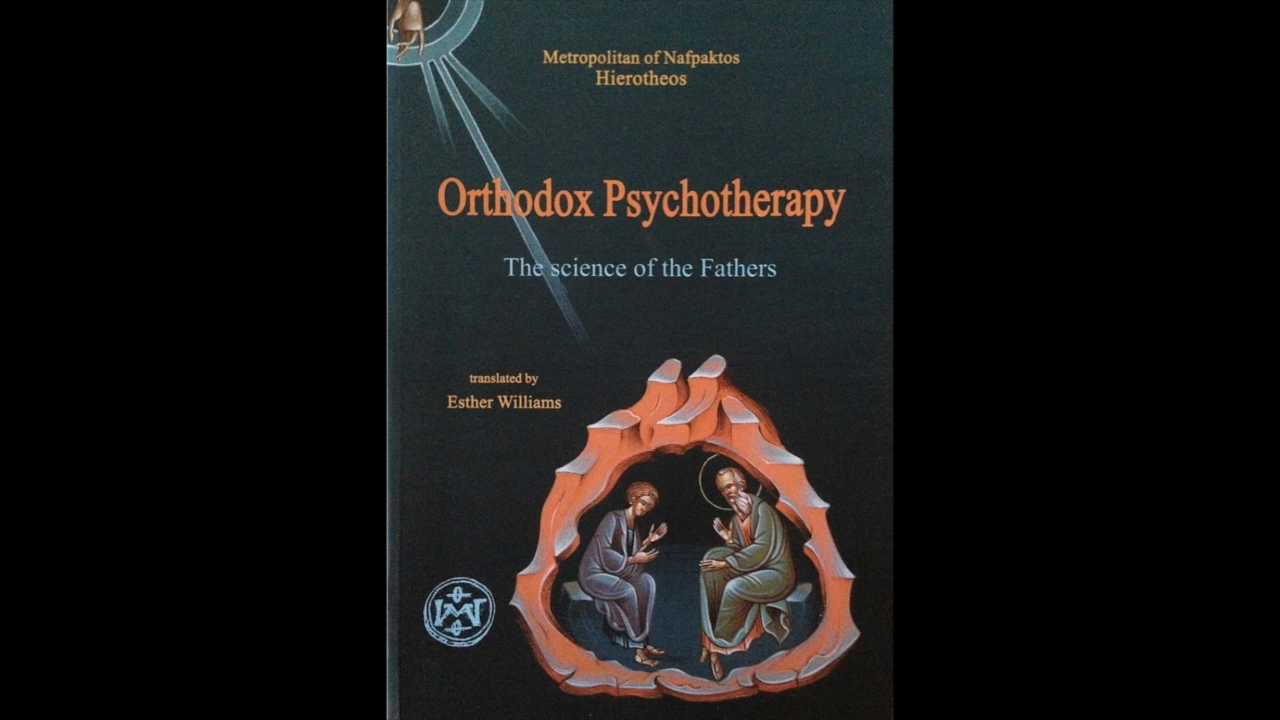 Metropolitan of Nafpaktos
Hierotheos
Orthodox Psychotherapy
The science of the Fathers
translated by
Esther Williams